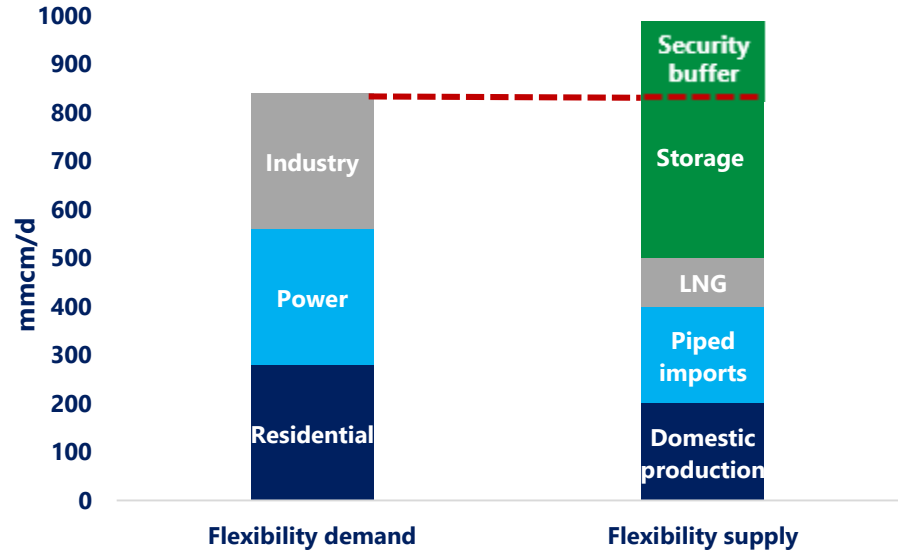 mmcm/d
1000
900
800
700
600
500
400
300
200
100
0
Industry
Power
Residential
Security
buffer
Storage
LNG
Piped
imports
Domestic
production
Flexibility demand
Flexibility supply